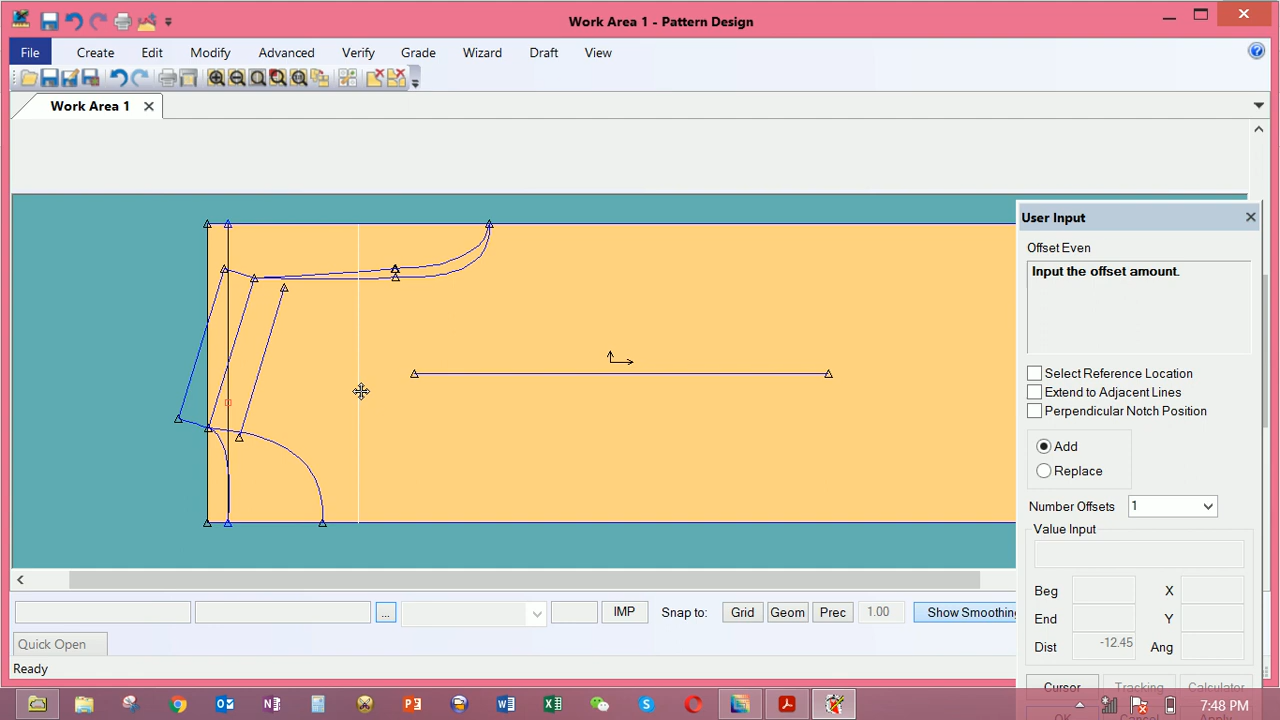 Work Area 1 - Pattern Design
File Create Edit Modify Advanced Verify Grade Wizard Draft View
Work Area 1
User Input
Offset Even
Input the offset amount.
Select Reference Location
Extend to Adjacent Lines
Perpendicular Notch Position
Add
Replace
Number Offsets 1
Value Input
Beg X
End Y
Dist -12.45 Ang
Cursor Tracking Calculator
... IMP Snap to: Grid Geom Prec 1.00 Show Smoothing
Quick Open
Ready
7:48 PM